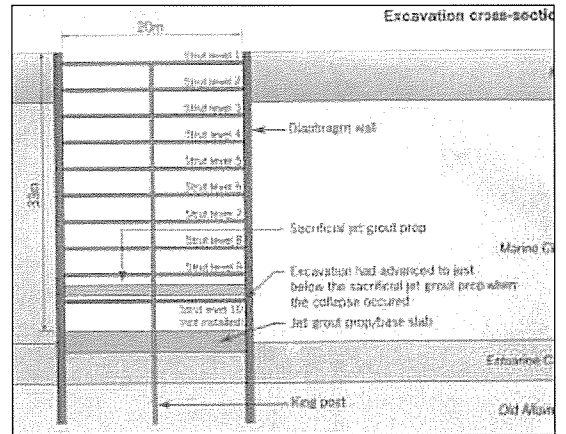 Excavation cross-sectio
20m
Strut level 1
Strut level 2
Strut level 3
Strut level 4
Diaphragm wall
Strut level 5
33m
Strut level 6
Strut level 7
Sacrificial jet grout prop
Strut level 8
Marine C
Strut level 9
Excavation had advanced to just
below the sacrificial jet grout prop when
the collapse occured
Strut level 10
(not installed)
Jet grout prop/base slab
Estuarine C
King post
Old Alluvi